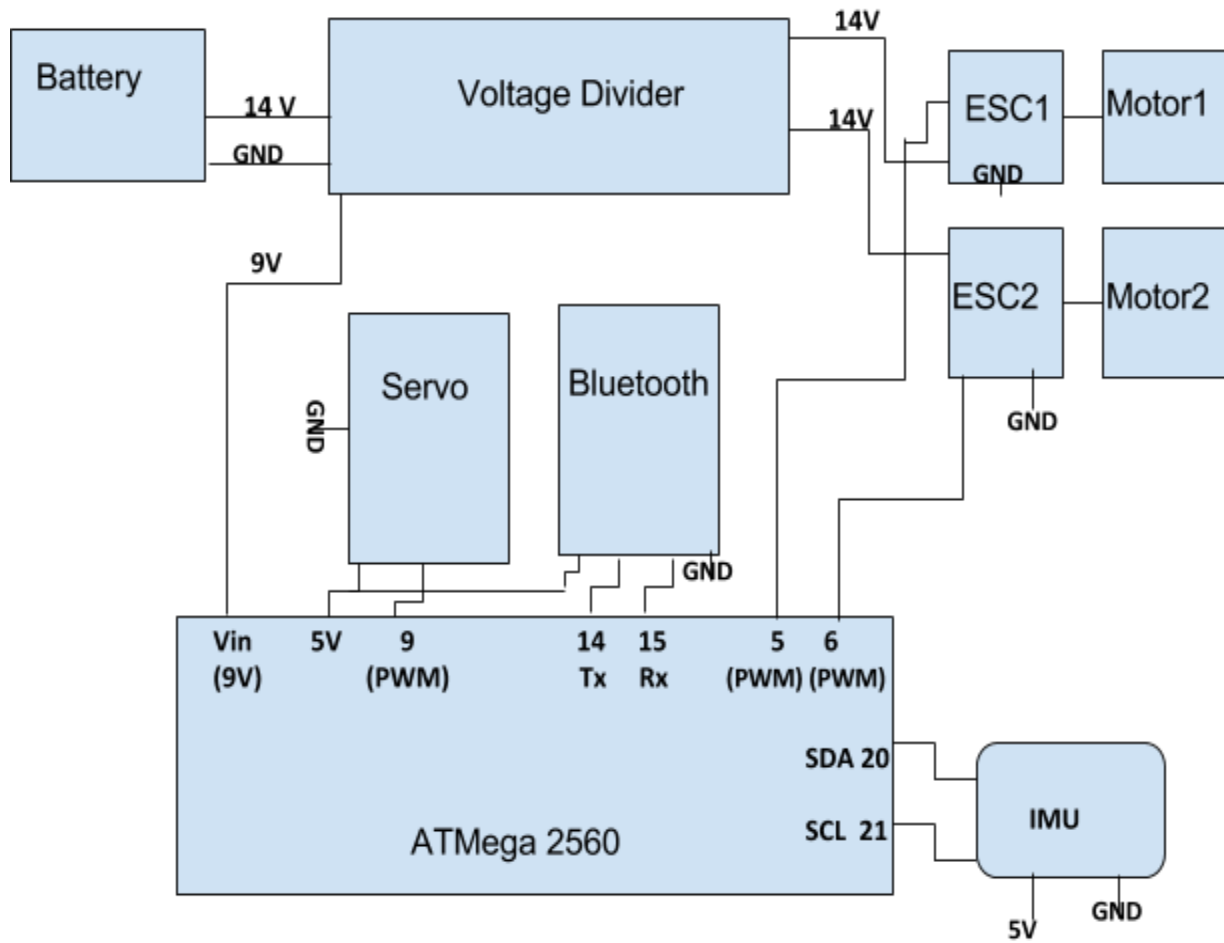 14V
Battery
Voltage Divider
14 V
14V
ESC1
Motor1
GND
GND
9V
ESC2
Motor2
Servo
Bluetooth
GND
GND
GND
Vin
(9V)
5V
9
(PWM)
14
Tx
15
Rx
5
(PWM)
6
(PWM)
SDA 20
SCL 21
ATMega 2560
IMU
5V
GND